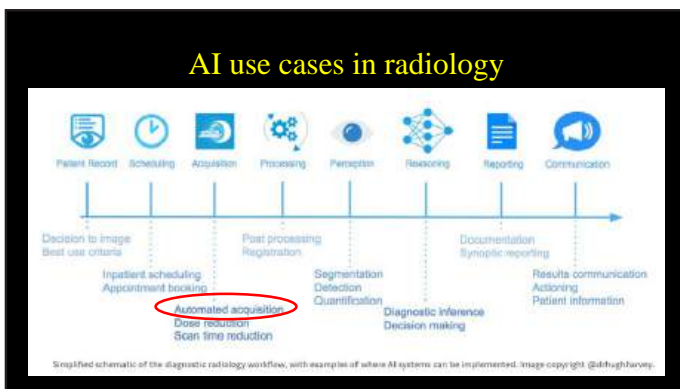 AI use cases in radiology
Patient Record Scheduling Acquisition Processing Perception Reasoning Reporting Communication
Decision to image
Best use criteria
Inpatient scheduling
Appointment booking
Automated acquisition
Dose reduction
Scan time reduction
Post processing
Registration
Segmentation
Detection
Quantification
Diagnostic inference
Decision making
Documentation
Synoptic reporting
Results communication
Actioning
Patient information
Simplified schematic of the diagnostic radiology workflow, with examples of where AI systems can be implemented. Image copyright @drhughharvey.